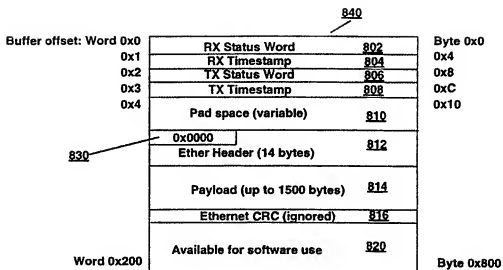 840
Buffer offset: Word 0x0 Byte 0x0
RX Status Word 802
0x1 RX Timestamp 804 0x4
0x2 TX Status Word 806 0x8
0x3 TX Timestamp 808 0xC
0x4 0x10
Pad space (variable) 810
0x0000
830 Ether Header (14 bytes) 812
Payload (up to 1500 bytes) 814
Ethernet CRC (ignored) 816
Available for software use 820
Word 0x200 Byte 0x800